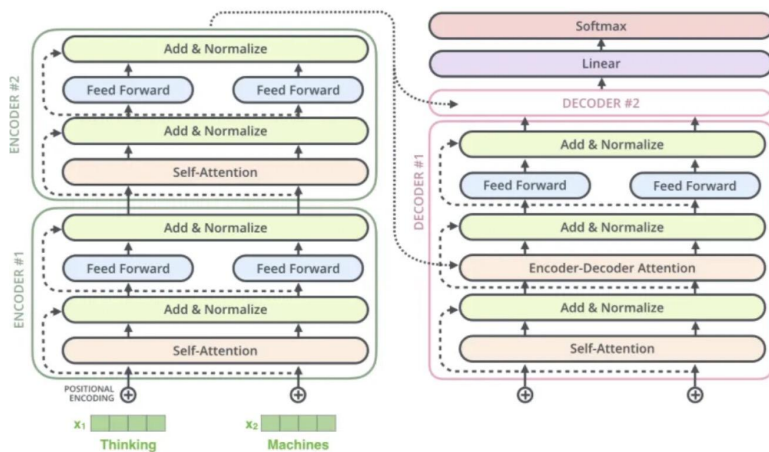 ENCODER #2
Add & Normalize
Feed Forward
Feed Forward
Add & Normalize
Self-Attention
ENCODER #1
Add & Normalize
Feed Forward
Feed Forward
Add & Normalize
Self-Attention
POSITIONAL
ENCODING
x1
x2
Thinking
Machines
Softmax
Linear
DECODER #2
DECODER #1
Add & Normalize
Feed Forward
Feed Forward
Add & Normalize
Encoder-Decoder Attention
Add & Normalize
Self-Attention